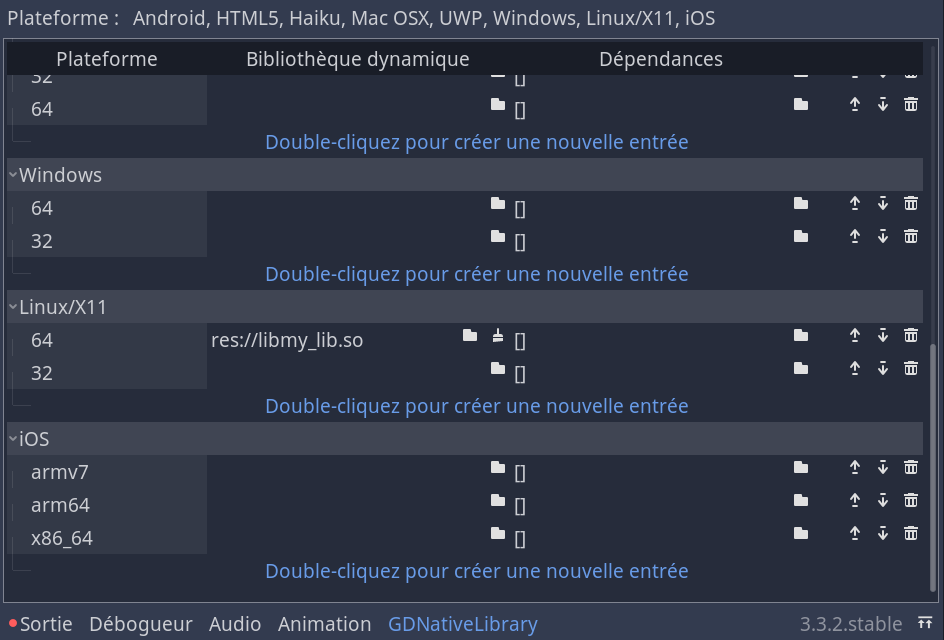 Plateforme : Android, HTML5, Haiku, Mac OSX, UWP, Windows, Linux/X11, iOS
Plateforme Bibliothèque dynamique Dépendances
32 []
64 []
Double-cliquez pour créer une nouvelle entrée
Windows
64 []
32 []
Double-cliquez pour créer une nouvelle entrée
Linux/X11
64 res://libmy_lib.so []
32 []
Double-cliquez pour créer une nouvelle entrée
iOS
armv7 []
arm64 []
x86_64 []
Double-cliquez pour créer une nouvelle entrée
Sortie Débogueur Audio Animation GDNativeLibrary 3.3.2.stable